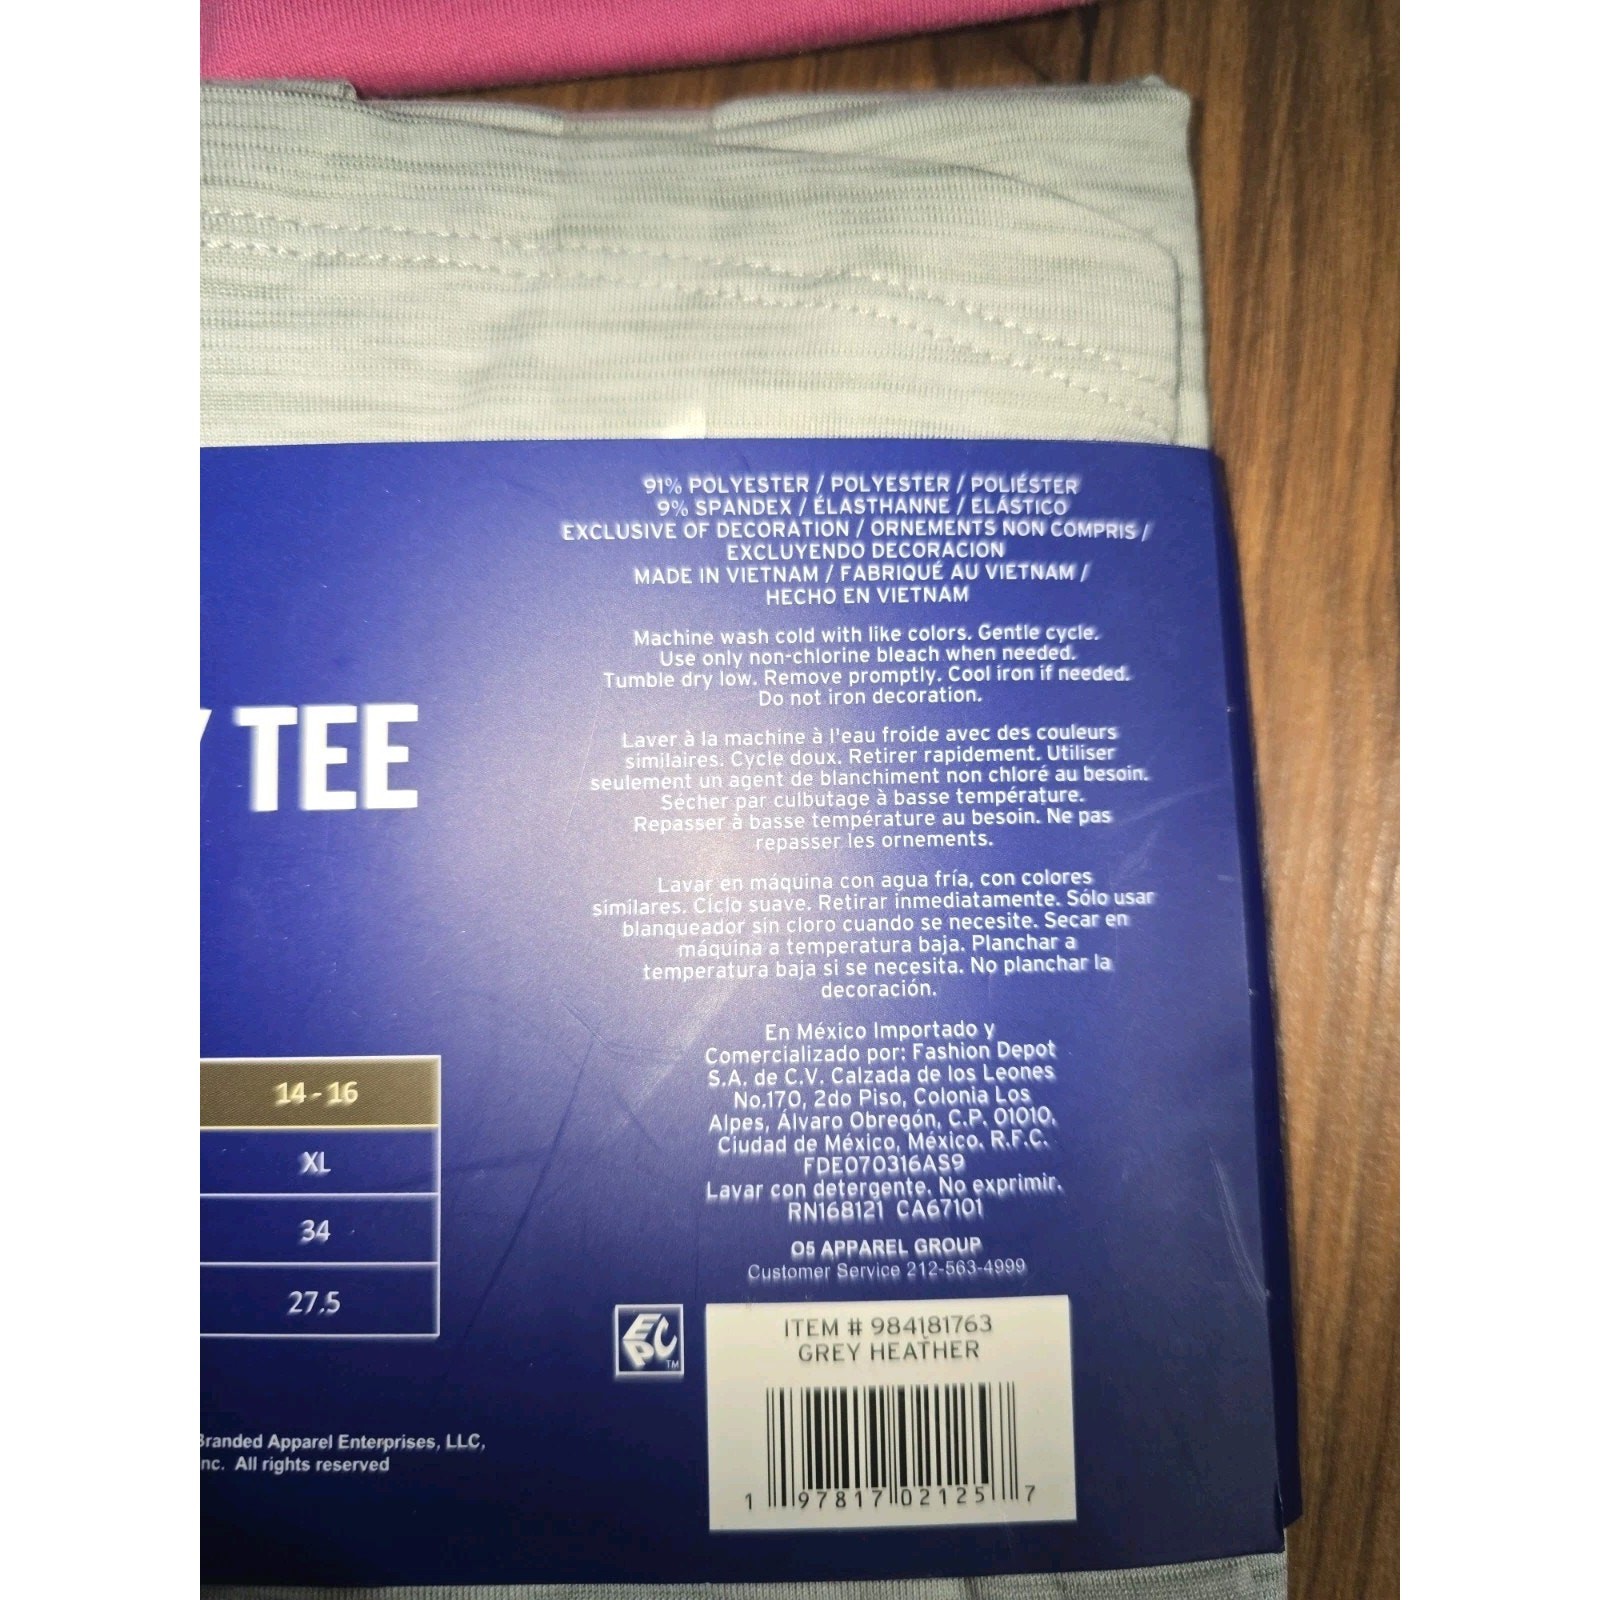 91% POLYESTER / POLYESTER / POLIÉSTER
9% SPANDEX / ÉLASTHANNE / ELÁSTICO
EXCLUSIVE OF DECORATION / ORNEMENTS NON COMPRIS /
EXCLUYENDO DECORACION
MADE IN VIETNAM / FABRIQUÉ AU VIETNAM /
HECHO EN VIETNAM
Machine wash cold with like colors. Gentle cycle.
Use only non-chlorine bleach when needed.
Tumble dry low. Remove promptly. Cool iron if needed.
Do not iron decoration.
TEE
Laver à la machine à l'eau froide avec des couleurs
similaires. Cycle doux. Retirer rapidement. Utiliser
seulement un agent de blanchiment non chloré au besoin.
Sécher par culbutage à basse température.
Repasser à basse température au besoin. Ne pas
repasser les ornements.
Lavar en máquina con agua fría, con colores
similares. Ciclo suave. Retirar inmediatamente. Sólo usar
blanqueador sin cloro cuando se necesite. Secar en
máquina a temperatura baja. Planchar a
temperatura baja si se necesita. No planchar la
decoración.
En México Importado y
Comercializado por: Fashion Depot
S.A. de C.V. Calzada de los Leones
No.170, 2do Piso, Colonia Los
Alpes, Álvaro Obregón, C.P. 01010.
Ciudad de México, México. R.F.C.
FDE070316AS9
Lavar con detergente. No exprimir.
RN168121 CA67101
O5 APPAREL GROUP
Customer Service 212-563-4999
14 - 16
XL
34
27.5
EPC TM
ITEM # 984181763
GREY HEATHER
1 97817 02125 7
Branded Apparel Enterprises, LLC,
nc. All rights reserved